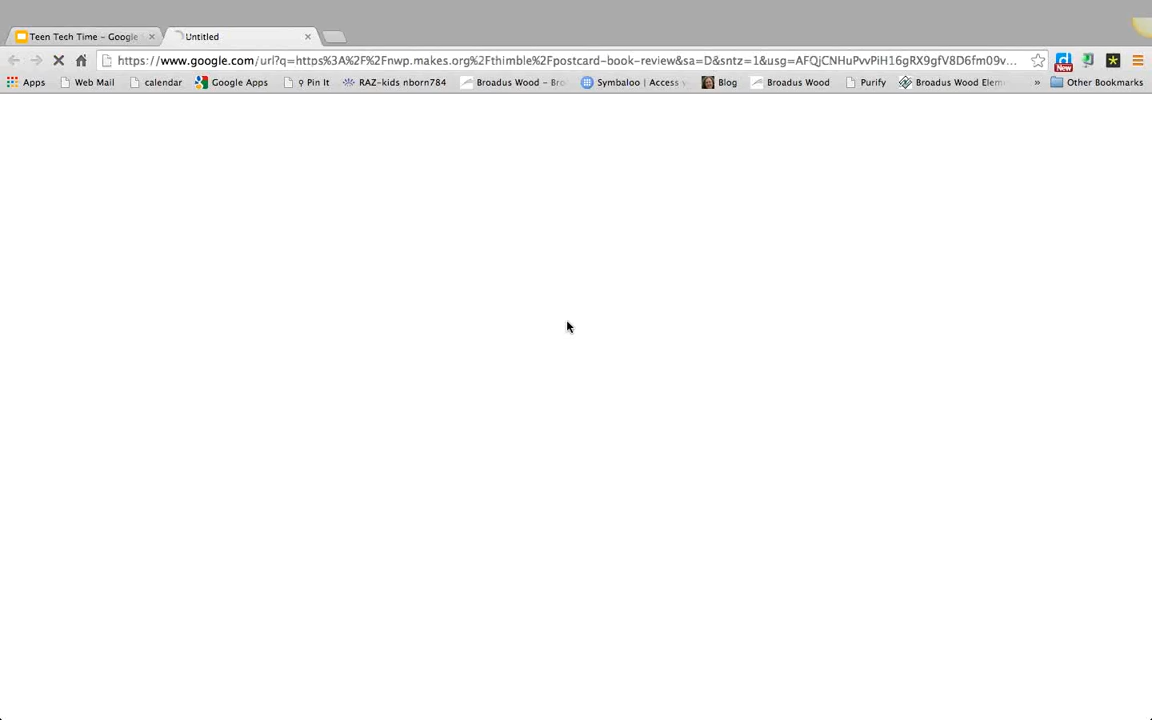 Teen Tech Time – Google
Untitled
https://www.google.com/url?q=https%3A%2F%2Fnwp.makes.org%2Fthimble%2Fpostcard-book-review&sa=D&sntz=1&usg=AFQjCNHuPvvPiH16gRX9gfV8D6fm09v...
New
Apps Web Mail calendar Google Apps Pin It RAZ-kids nborn784 Broadus Wood – Bro Symbaloo | Access Blog Broadus Wood Purify Broadus Wood Elem » Other Bookmarks